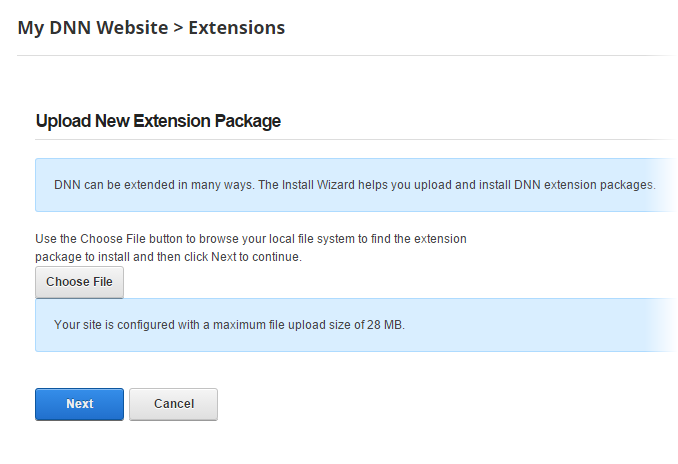 My DNN Website > Extensions
Upload New Extension Package
DNN can be extended in many ways. The Install Wizard helps you upload and install DNN extension packages.
Use the Choose File button to browse your local file system to find the extension
package to install and then click Next to continue.
Choose File
Your site is configured with a maximum file upload size of 28 MB.
Next Cancel